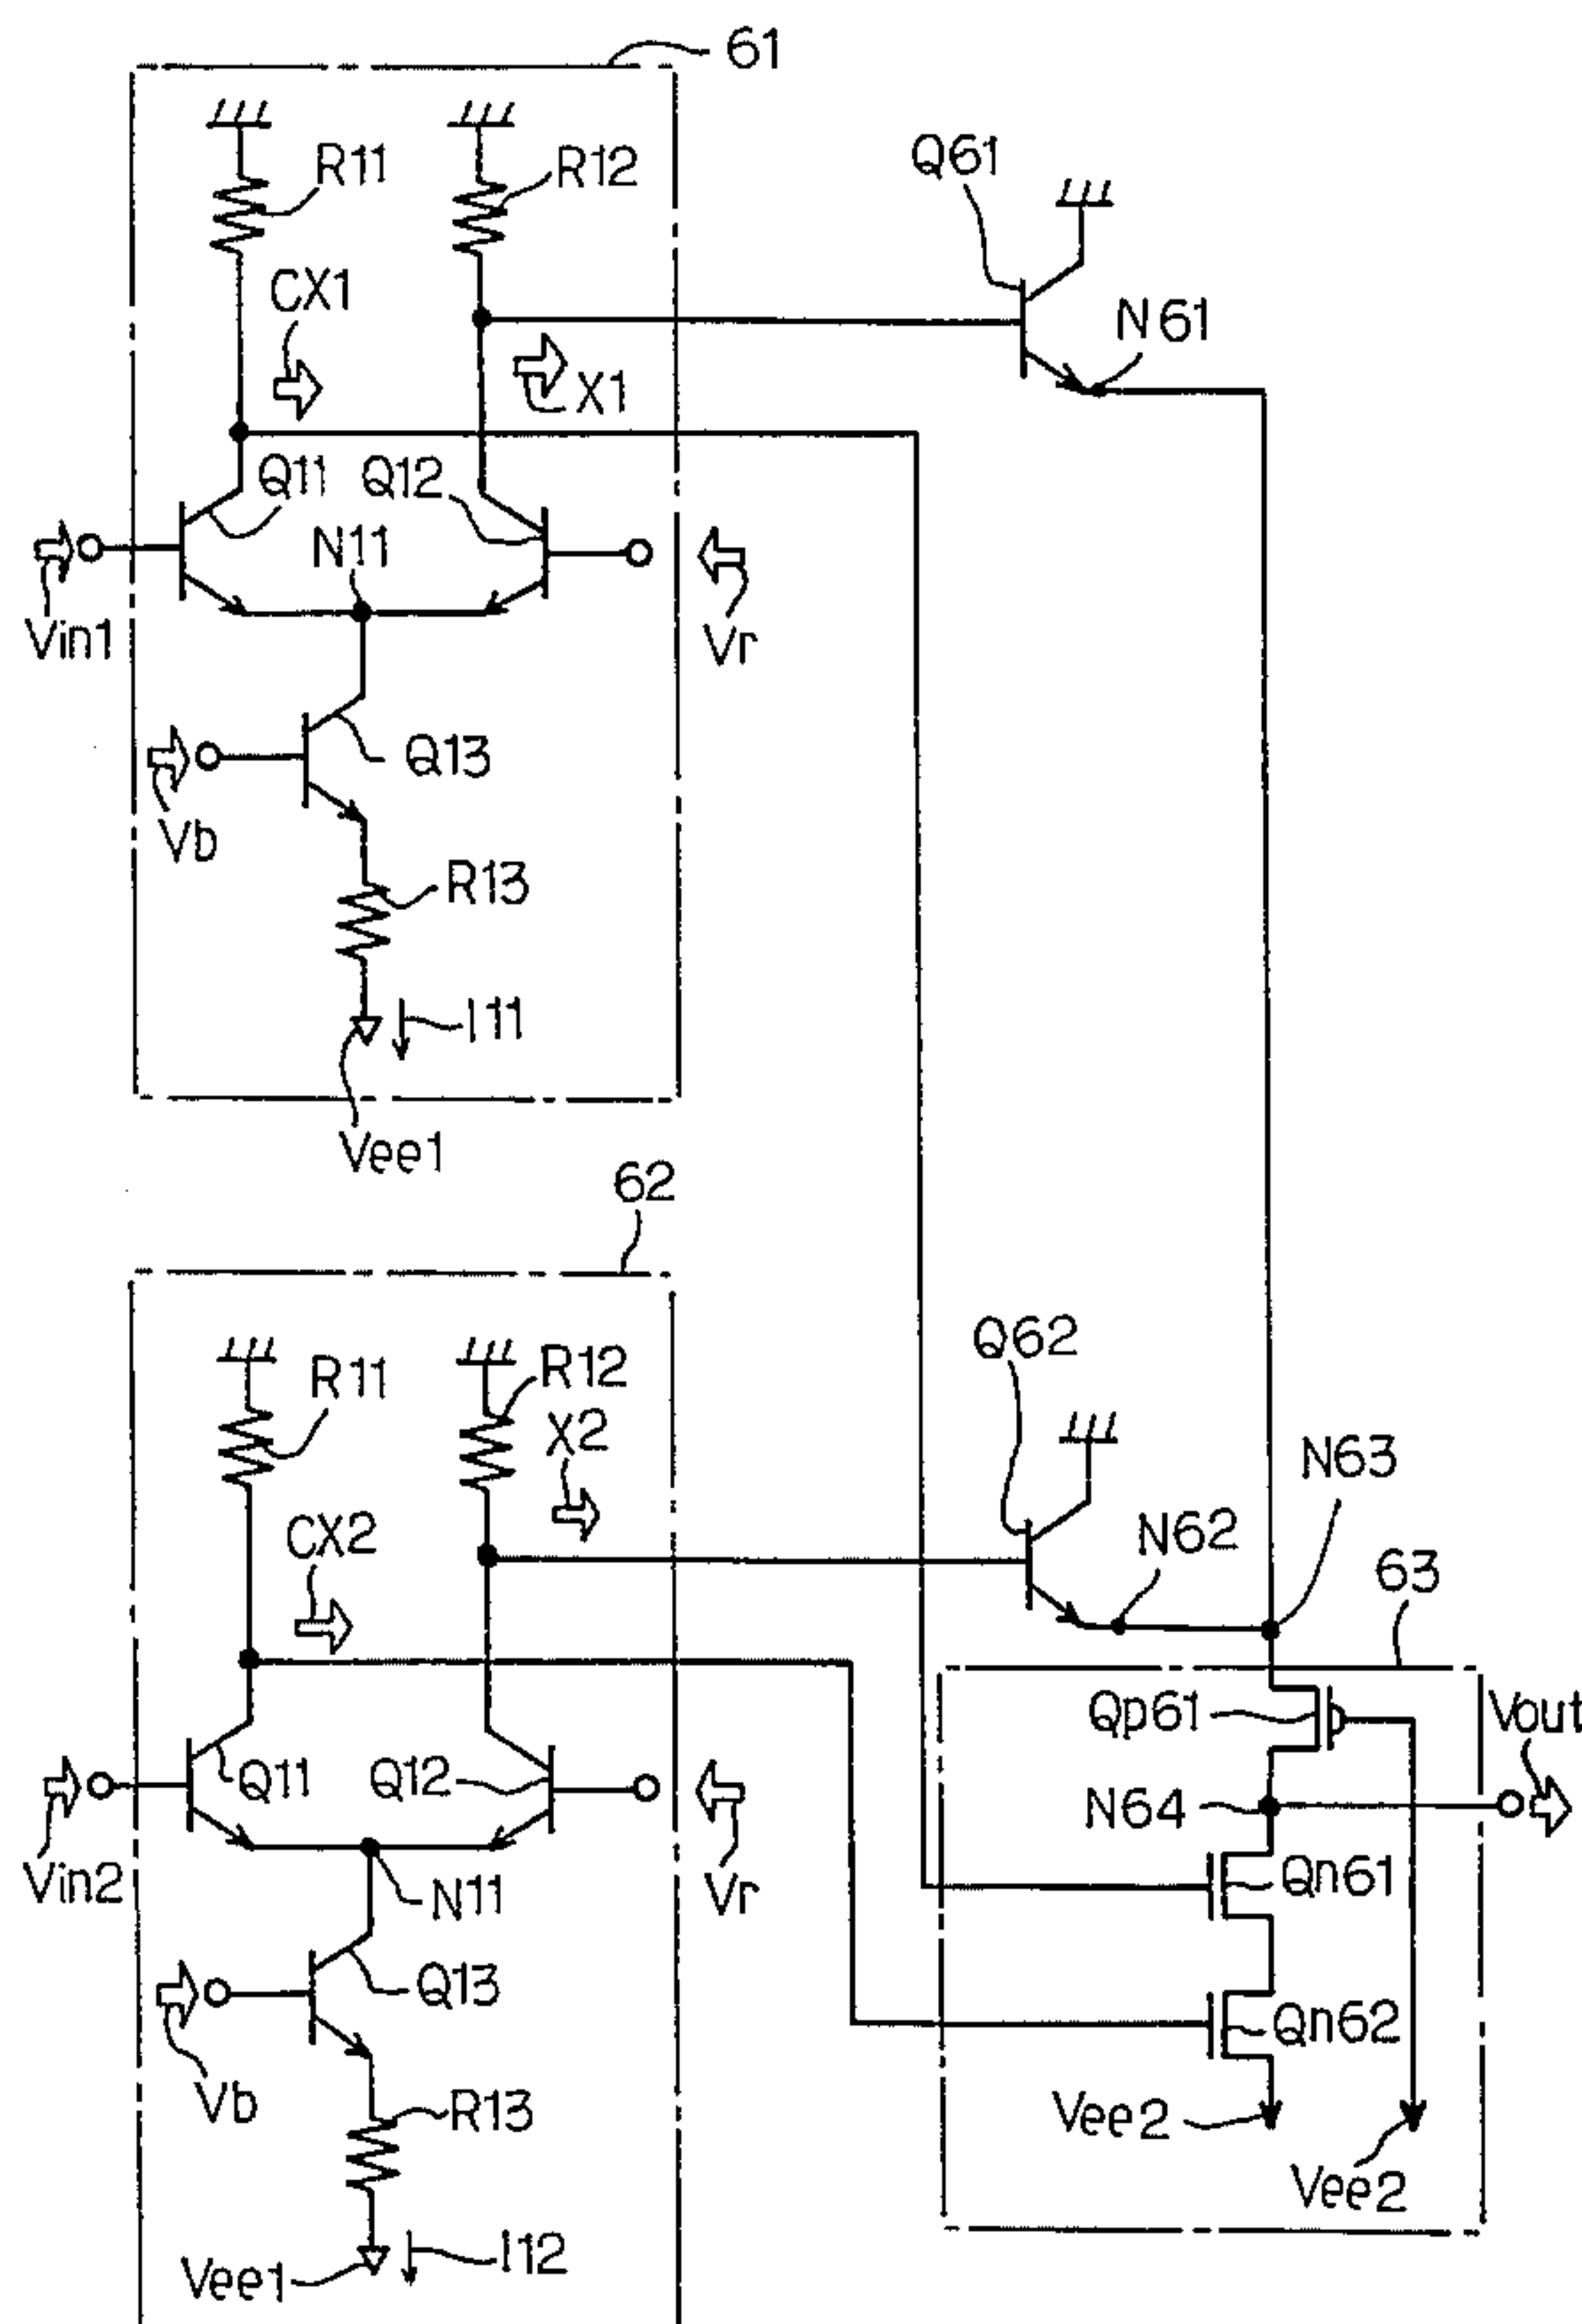 61
R11
R12
Q61
CX1
N61
X1
Q11
Q12
N11
Vin1
Vr
Q13
Vb
R13
I11
Vee1
62
R11
R12
Q62
X2
N63
CX2
N62
63
Qp61
Vout
Q11
Q12
N64
Vin2
N11
Vr
Qn61
Q13
Qn62
Vb
R13
Vee2
Vee2
Vee1
I12